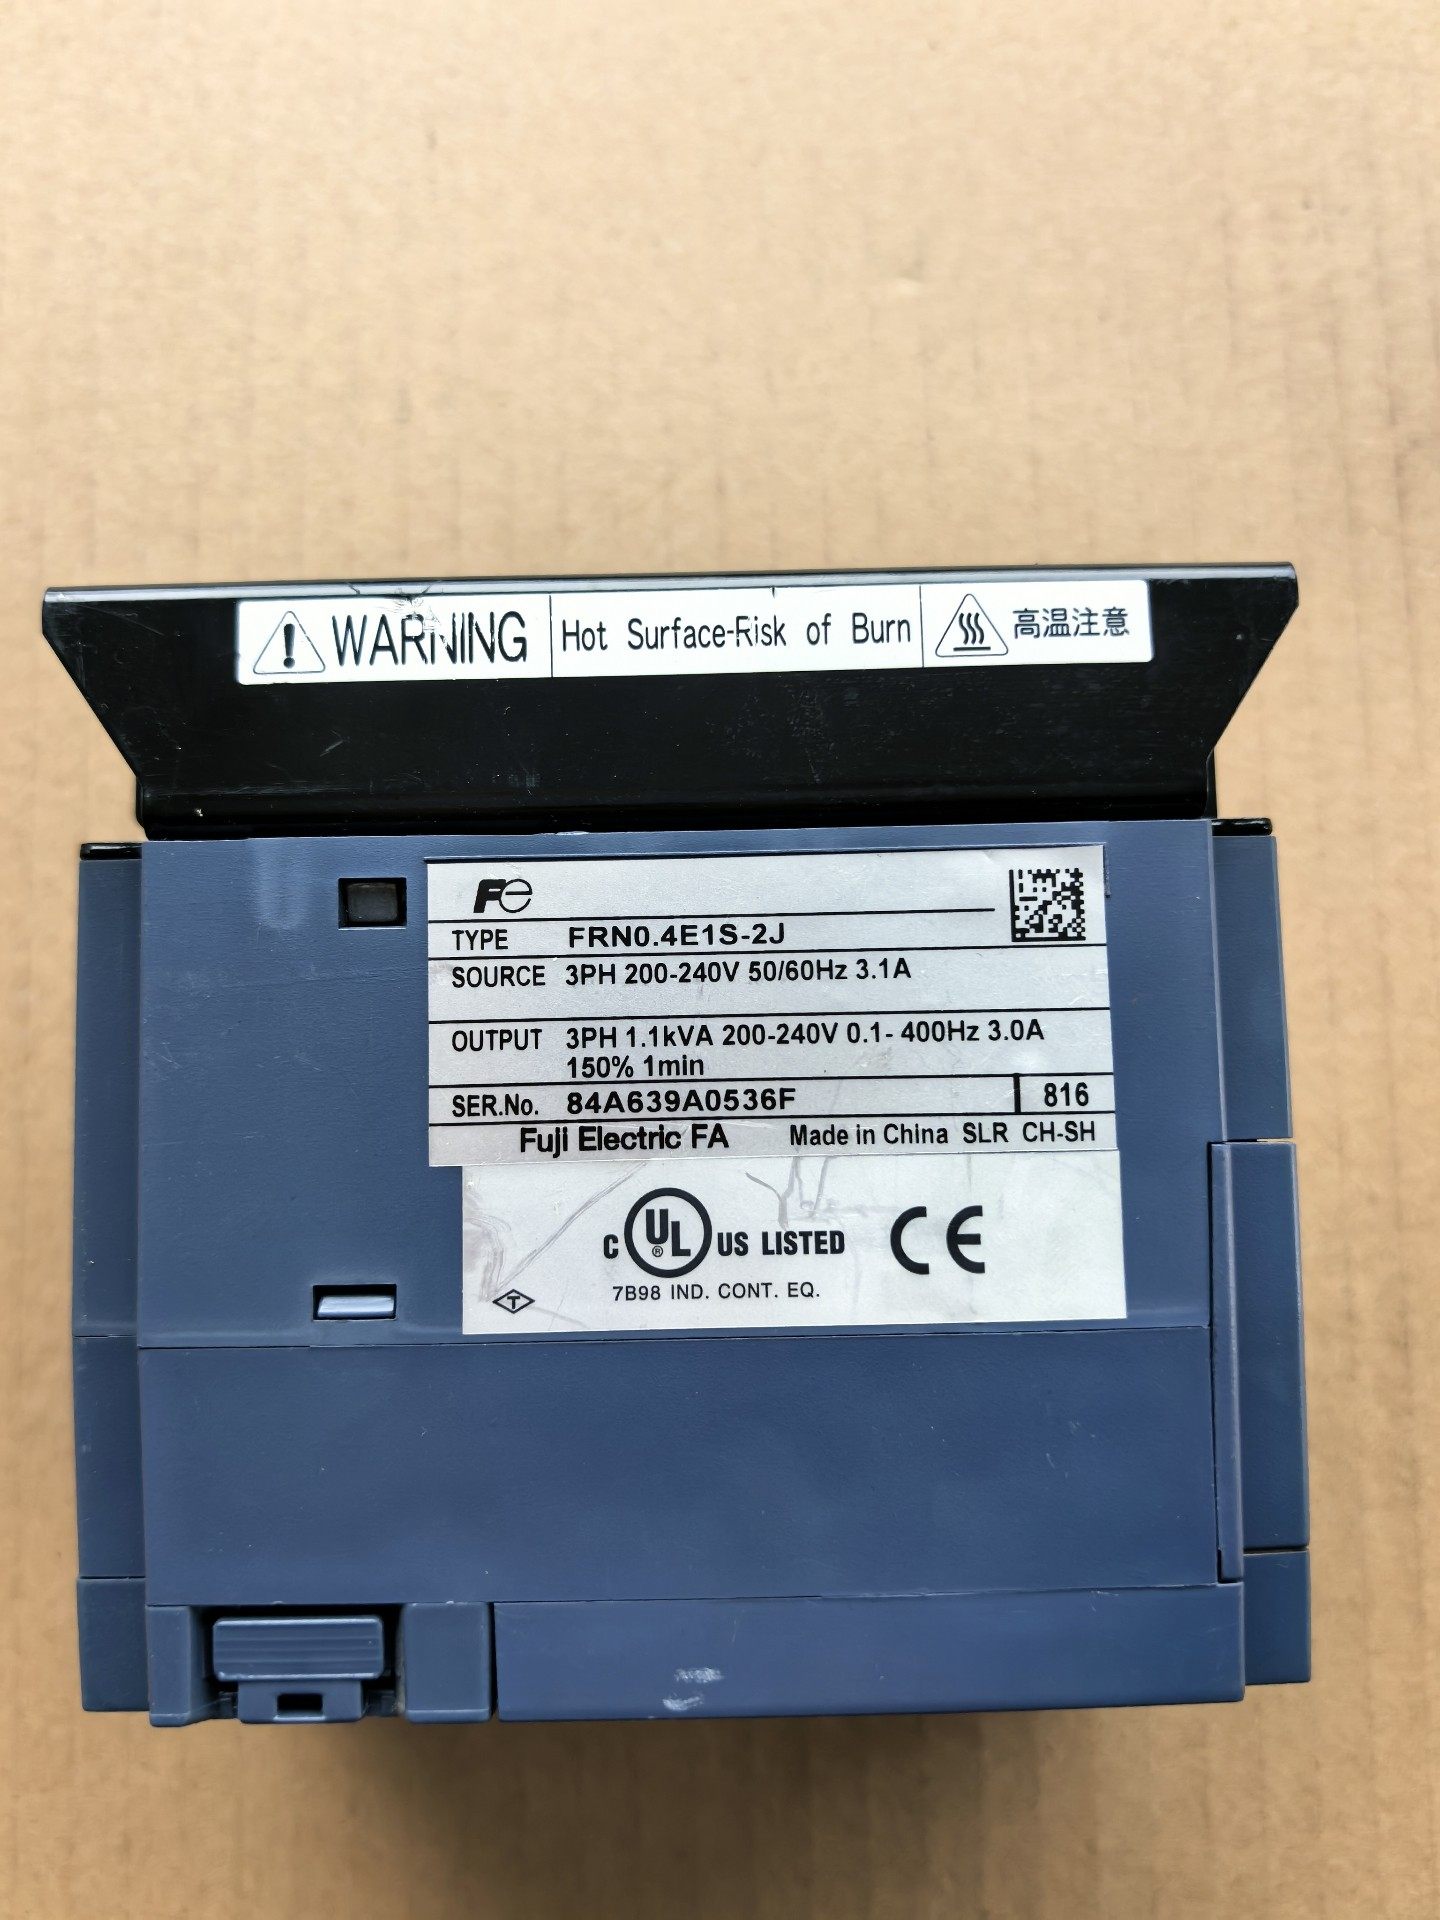 WARNING Hot Surface-Risk of Burn 高温注意
Fe
TYPE FRN0.4E1S-2J
SOURCE 3PH 200-240V 50/60Hz 3.1A
OUTPUT 3PH 1.1kVA 200-240V 0.1- 400Hz 3.0A
150% 1min
SER.No. 84A639A0536F 816
Fuji Electric FA Made in China SLR CH-SH
C UL ® US LISTED CE
7B98 IND. CONT. EQ.
T